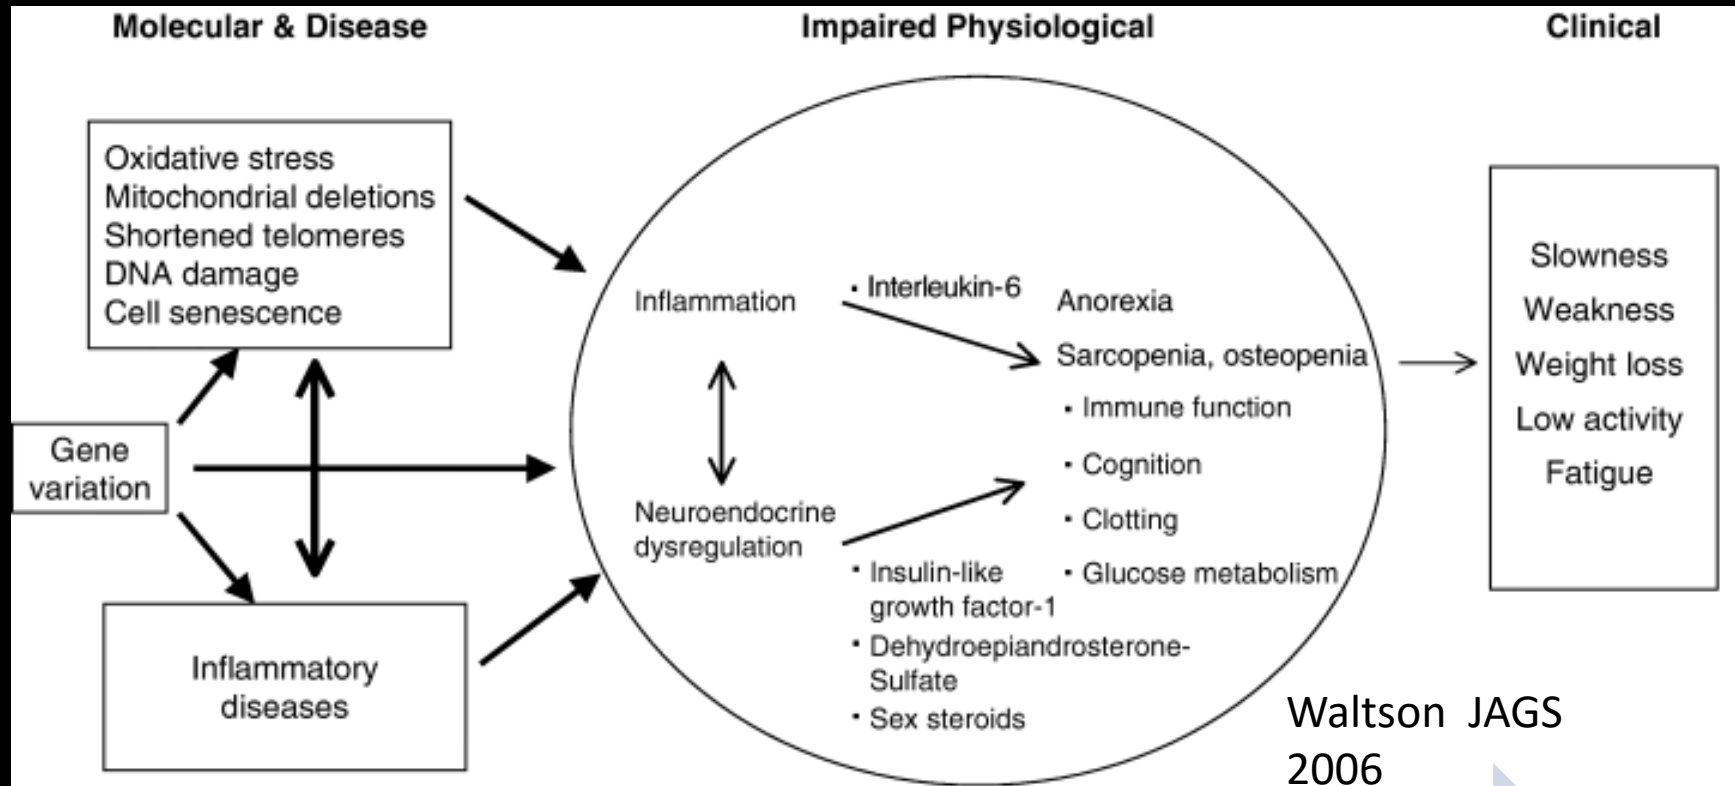 Molecular & Disease
Impaired Physiological
Clinical
Oxidative stress
Mitochondrial deletions
Shortened telomeres
DNA damage
Cell senescence
Gene
variation
Inflammatory
diseases
Inflammation
· Interleukin-6
Neuroendocrine
dysregulation
· Insulin-like
growth factor-1
· Dehydroepiandrosterone-
Sulfate
· Sex steroids
Anorexia
Sarcopenia, osteopenia
· Immune function
· Cognition
· Clotting
· Glucose metabolism
Slowness
Weakness
Weight loss
Low activity
Fatigue
Waltson JAGS
2006